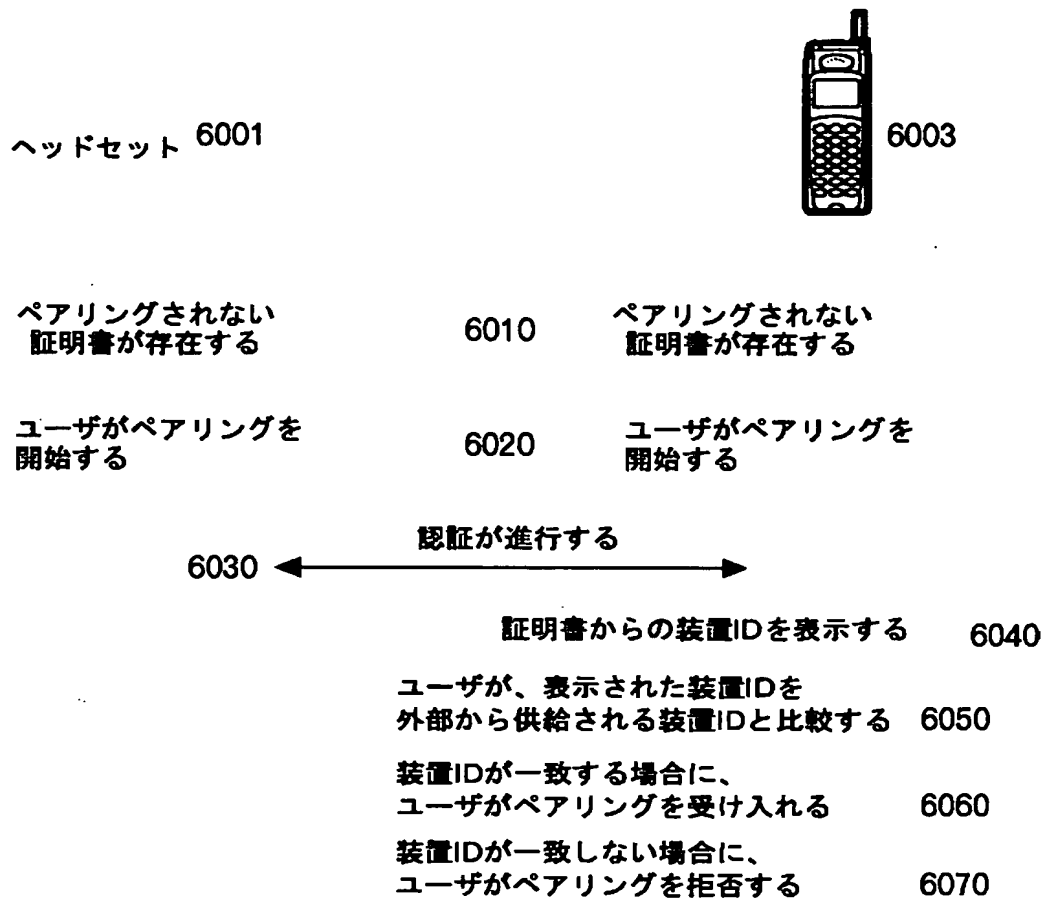 ヘッドセット 6001
6003
ペアリングされない 証明書が存在する
6010
ペアリングされない 証明書が存在する
ユーザがペアリングを
開始する
6020
ユーザがペアリングを
開始する
認証が進行する
6030
証明書からの装置IDを表示する 6040
ユーザが、表示された装置IDを
外部から供給される装置IDと比較する 6050
装置IDが一致する場合に、
ユーザがペアリングを受け入れる 6060
装置IDが一致しない場合に、
ユーザがペアリングを拒否する 6070